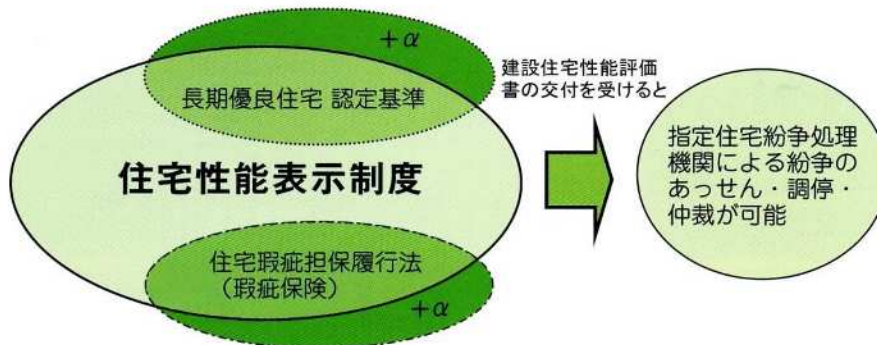 +α
長期優良住宅 認定基準
住宅性能表示制度
住宅瑕疵担保履行法
（瑕疵保険）
+α
建設住宅性能評価
書の交付を受けると
指定住宅紛争処理
機関による紛争の
あっせん・調停・
仲裁が可能